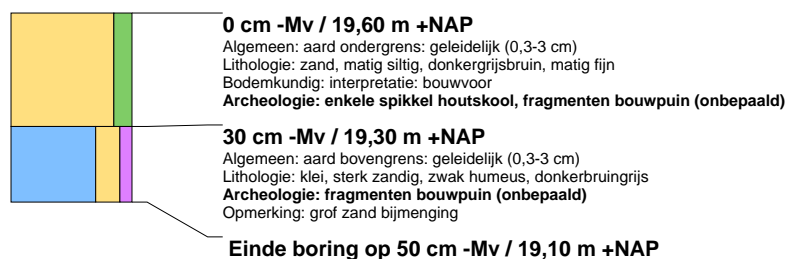 0 cm -Mv / 19,60 m +NAP
Algemeen: aard ondergrens: geleidelijk (0,3-3 cm)
Lithologie: zand, matig siltig, donkergrijsbruin, matig fijn
Bodemkundig: interpretatie: bouwvoor
Archeologie: enkele spikkel houtskool, fragmenten bouwpuin (onbepaald)
30 cm -Mv / 19,30 m +NAP
Algemeen: aard bovengrens: geleidelijk (0,3-3 cm)
Lithologie: klei, sterk zandig, zwak humeus, donkerbruingrijs
Archeologie: fragmenten bouwpuin (onbepaald)
Opmerking: grof zand bijmenging
Einde boring op 50 cm -Mv / 19,10 m +NAP